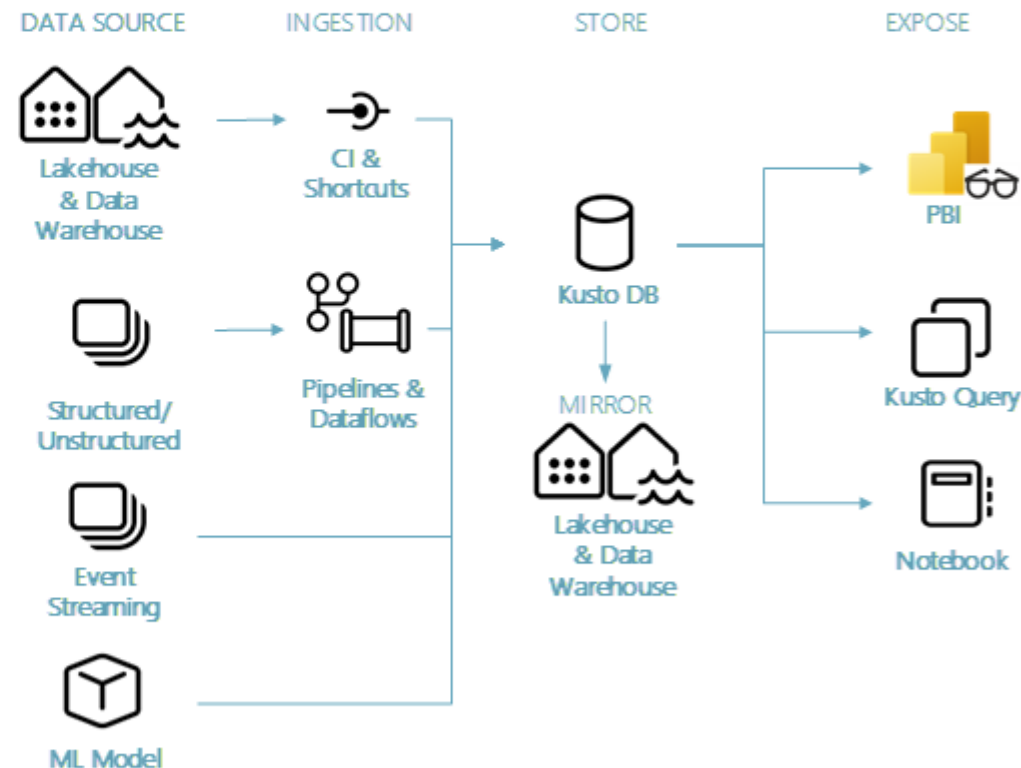 DATA SOURCE
INGESTION
STORE
EXPOSE
Lakehouse
& Data
Warehouse
CI &
Shortcuts
PBI
Kusto DB
Structured/
Unstructured
Pipelines &
Dataflows
MIRROR
Kusto Query
Lakehouse
& Data
Warehouse
Event
Streaming
Notebook
ML Model